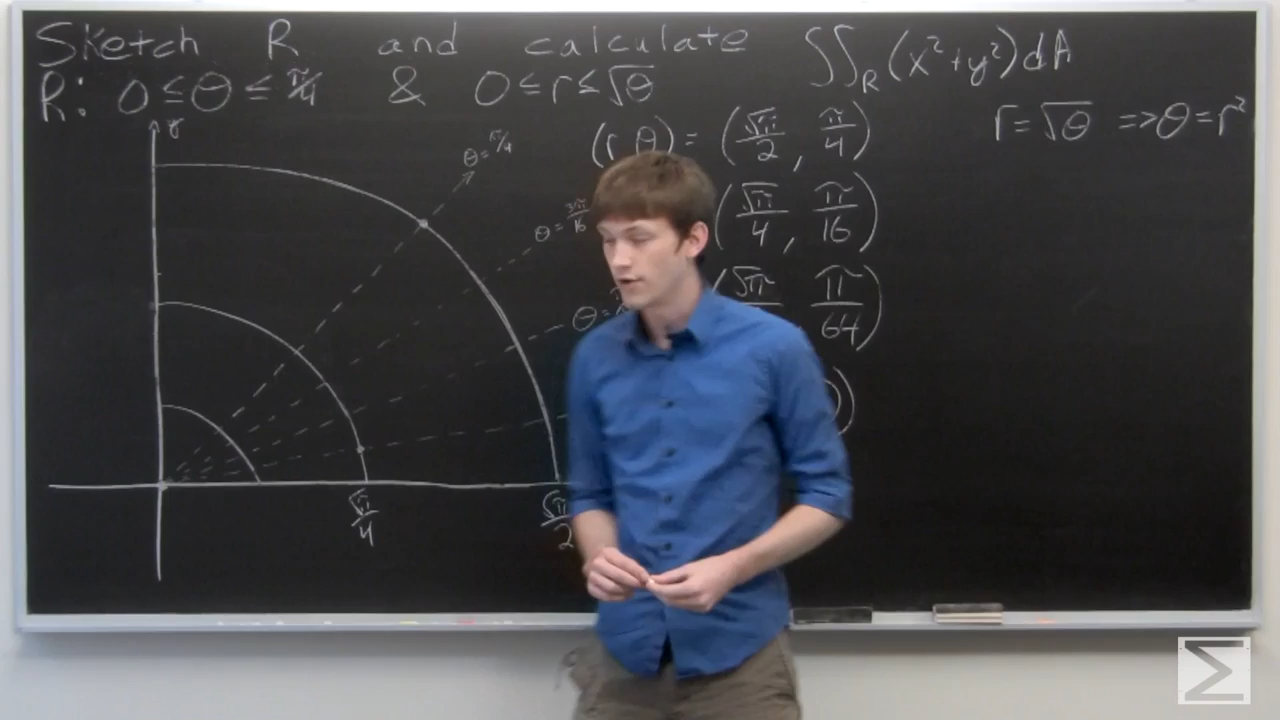 Sketch R and calculate ∬_R (x²+y²)dA
R: 0≤θ≤π/4 & 0≤r≤√θ
r=√θ ⇒θ=r²
(r θ)= (√π/2, π/4)
(√π/4, π/16)
π/64)
)
y
θ=π/4
θ=3π/16
θ=
√π/4
√π/2
Σ